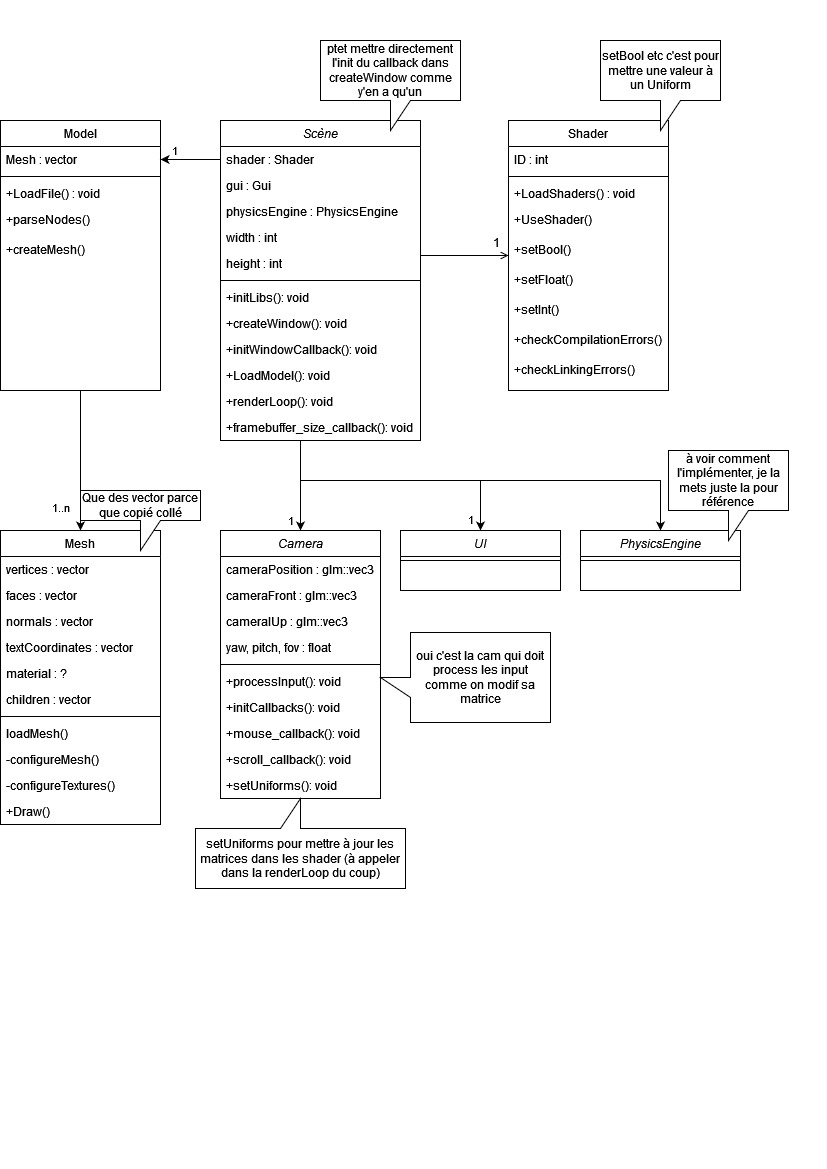 ptet mettre directement
l'init du callback dans
createWindow comme
y'en a qu'un
setBool etc c'est pour
mettre une valeur à
un Uniform
Model
Mesh : vector
+LoadFile() : void
+parseNodes()
+createMesh()
1
Scène
shader : Shader
gui : Gui
physicsEngine : PhysicsEngine
width : int
height : int
+initLibs(): void
+createWindow(): void
+initWindowCallback(): void
+LoadModel(): void
+renderLoop(): void
+framebuffer_size_callback(): void
1
Shader
ID : int
+LoadShaders() : void
+UseShader()
+setBool()
+setFloat()
+setInt()
+checkCompilationErrors()
+checkLinkingErrors()
à voir comment
l'implémenter, je la
mets juste la pour
référence
1..n
Que des vector parce
que copié collé
1
1
Mesh
vertices : vector
faces : vector
normals : vector
textCoordinates : vector
material : ?
children : vector
loadMesh()
-configureMesh()
-configureTextures()
+Draw()
Camera
cameraPosition : glm::vec3
cameraFront : glm::vec3
cameralUp : glm::vec3
yaw, pitch, fov : float
+processInput(): void
+initCallbacks(): void
+mouse_callback(): void
+scroll_callback(): void
+setUniforms(): void
UI
PhysicsEngine
oui c'est la cam qui doit
process les input
comme on modif sa
matrice
setUniforms pour mettre à jour les
matrices dans les shader (à appeler
dans la renderLoop du coup)